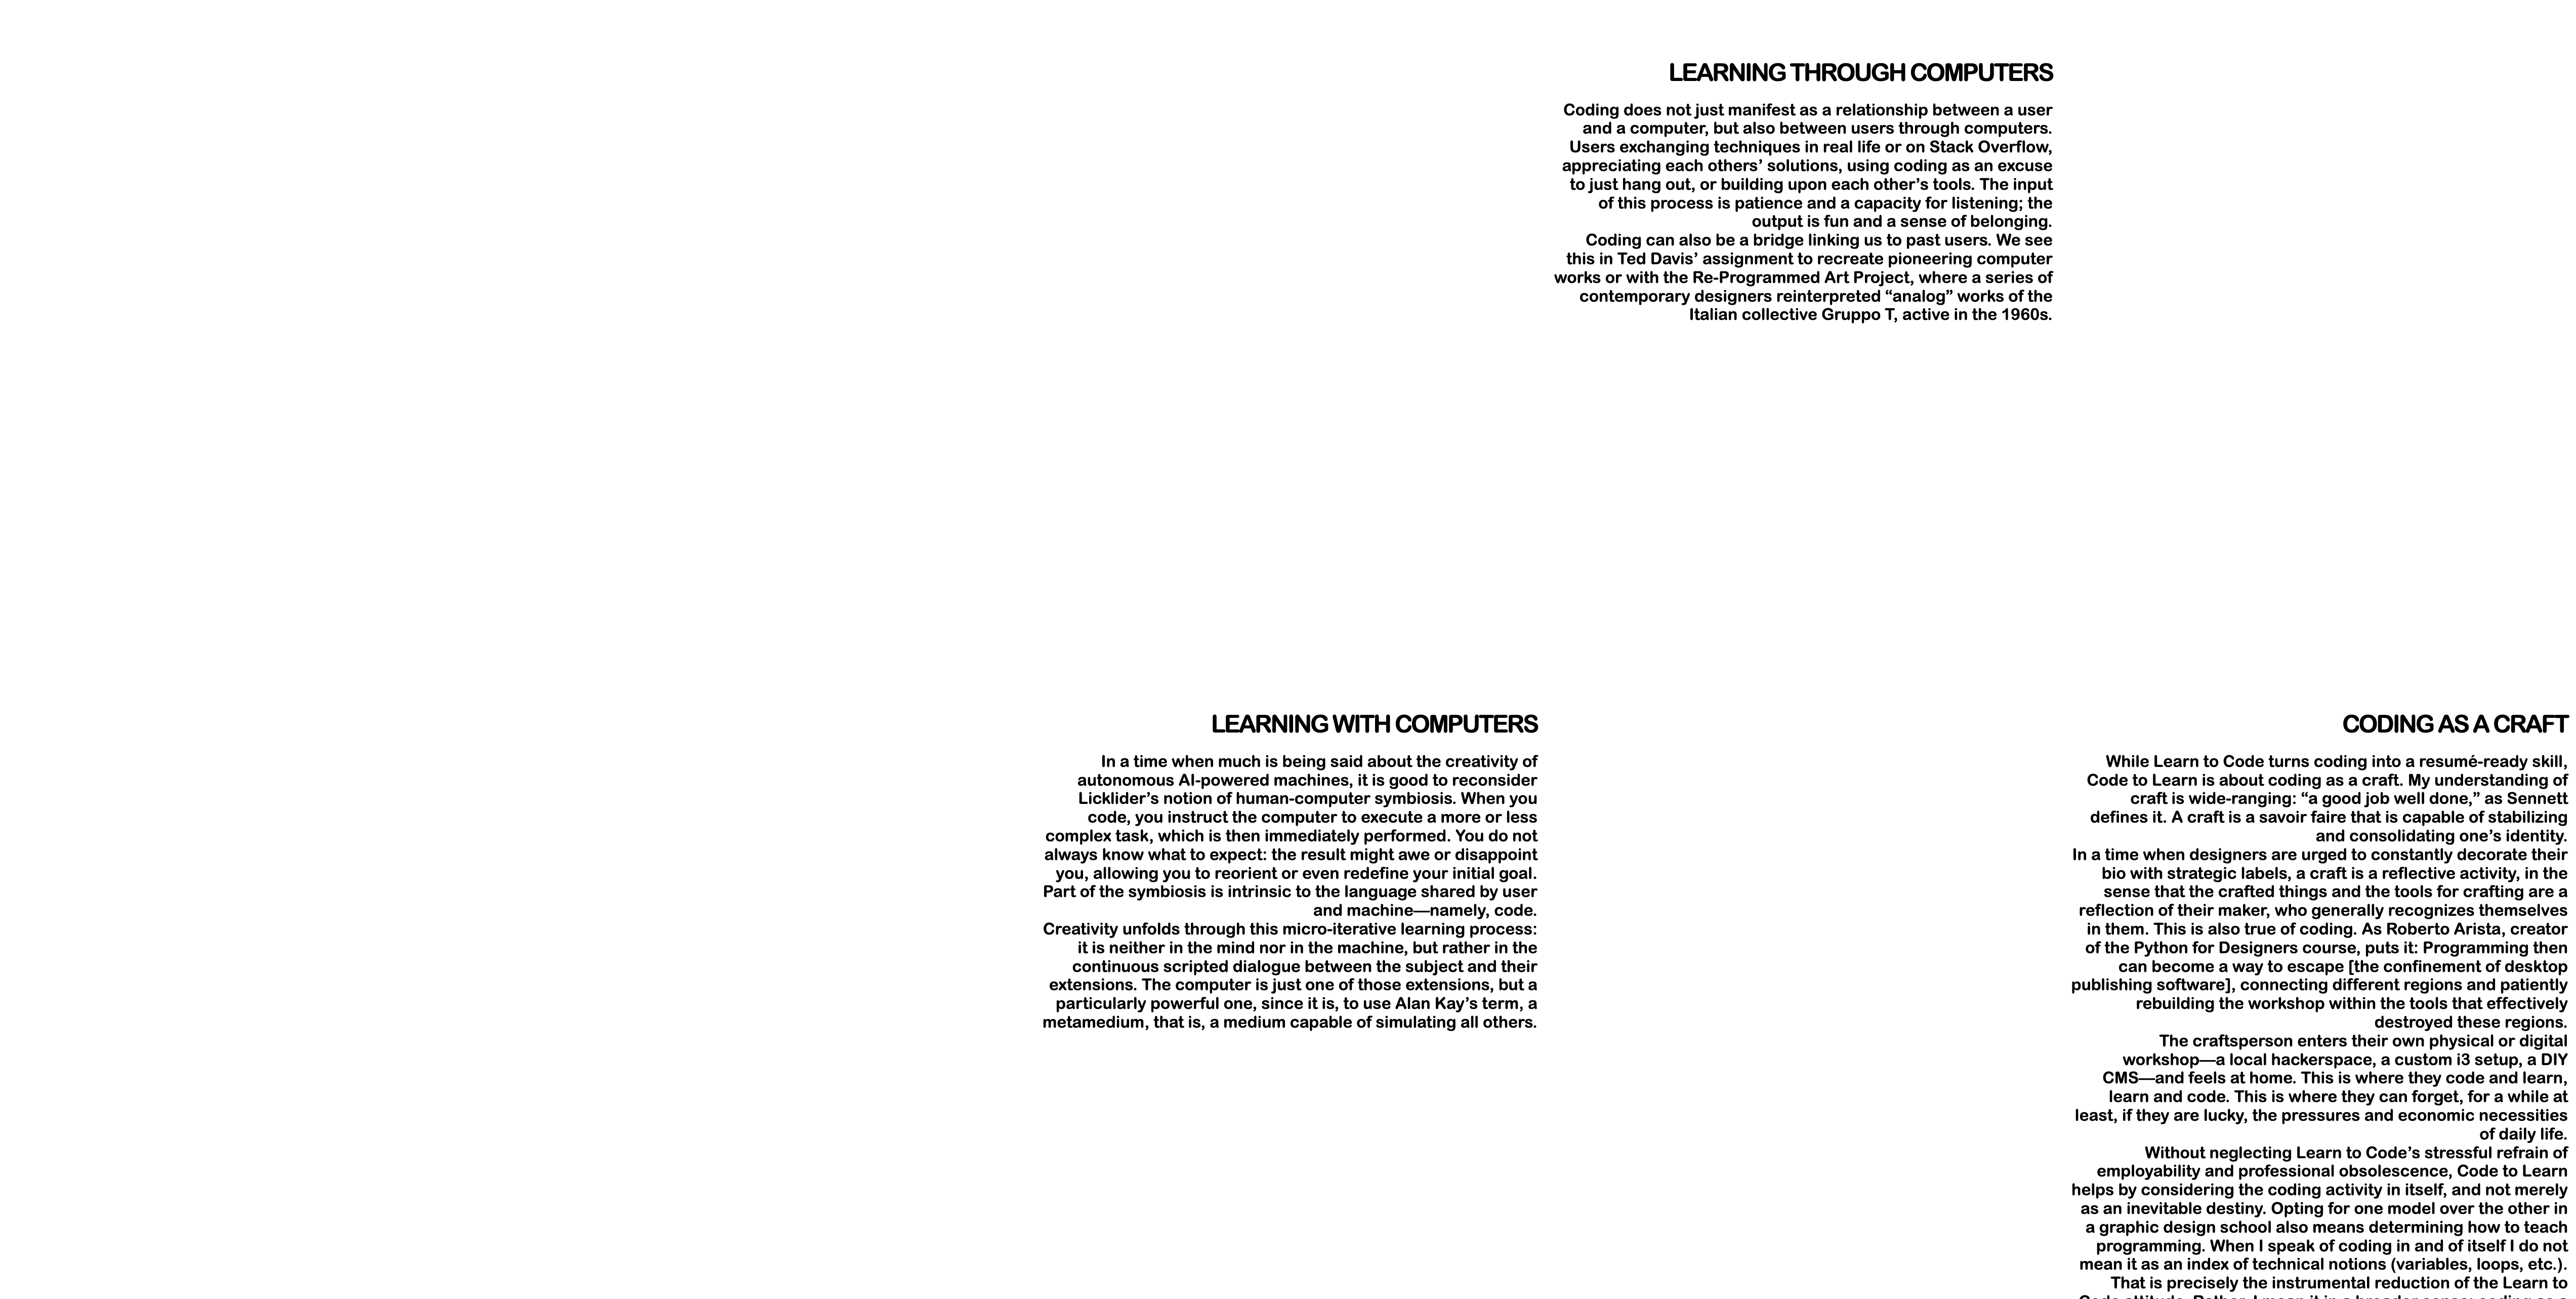 LEARNING THROUGH COMPUTERS
Coding does not just manifest as a relationship between a user
and a computer, but also between users through computers.
Users exchanging techniques in real life or on Stack Overflow,
appreciating each others’ solutions, using coding as an excuse
to just hang out, or building upon each other’s tools. The input
of this process is patience and a capacity for listening; the
output is fun and a sense of belonging.
Coding can also be a bridge linking us to past users. We see
this in Ted Davis’ assignment to recreate pioneering computer
works or with the Re-Programmed Art Project, where a series of
contemporary designers reinterpreted “analog” works of the
Italian collective Gruppo T, active in the 1960s.
LEARNING WITH COMPUTERS
In a time when much is being said about the creativity of
autonomous AI-powered machines, it is good to reconsider
Licklider’s notion of human-computer symbiosis. When you
code, you instruct the computer to execute a more or less
complex task, which is then immediately performed. You do not
always know what to expect: the result might awe or disappoint
you, allowing you to reorient or even redefine your initial goal.
Part of the symbiosis is intrinsic to the language shared by user
and machine—namely, code.
Creativity unfolds through this micro-iterative learning process:
it is neither in the mind nor in the machine, but rather in the
continuous scripted dialogue between the subject and their
extensions. The computer is just one of those extensions, but a
particularly powerful one, since it is, to use Alan Kay’s term, a
metamedium, that is, a medium capable of simulating all others.
CODING AS A CRAFT
While Learn to Code turns coding into a resumé-ready skill,
Code to Learn is about coding as a craft. My understanding of
craft is wide-ranging: “a good job well done,” as Sennett
defines it. A craft is a savoir faire that is capable of stabilizing
and consolidating one’s identity.
In a time when designers are urged to constantly decorate their
bio with strategic labels, a craft is a reflective activity, in the
sense that the crafted things and the tools for crafting are a
reflection of their maker, who generally recognizes themselves
in them. This is also true of coding. As Roberto Arista, creator
of the Python for Designers course, puts it: Programming then
can become a way to escape [the confinement of desktop
publishing software], connecting different regions and patiently
rebuilding the workshop within the tools that effectively
destroyed these regions.
The craftsperson enters their own physical or digital
workshop—a local hackerspace, a custom i3 setup, a DIY
CMS—and feels at home. This is where they code and learn,
learn and code. This is where they can forget, for a while at
least, if they are lucky, the pressures and economic necessities
of daily life.
Without neglecting Learn to Code’s stressful refrain of
employability and professional obsolescence, Code to Learn
helps by considering the coding activity in itself, and not merely
as an inevitable destiny. Opting for one model over the other in
a graphic design school also means determining how to teach
programming. When I speak of coding in and of itself I do not
mean it as an index of technical notions (variables, loops, etc.).
That is precisely the instrumental reduction of the Learn to